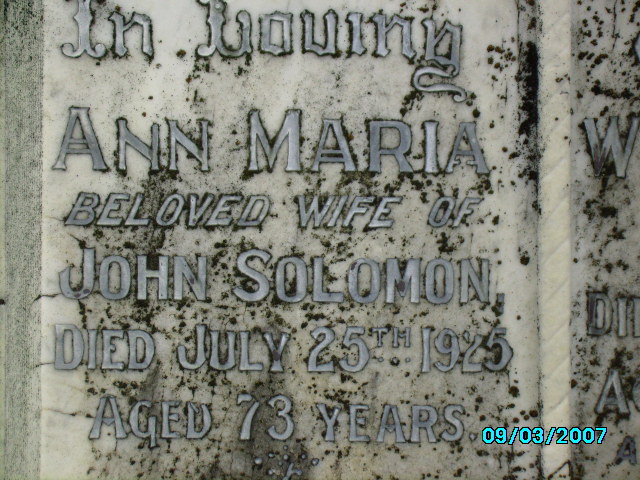 In Loving
ANN MARIA
BELOVED WIFE OF
JOHN SOLOMON,
DIED JULY 25TH 1925
AGED 73 YEARS.
09/03/2007